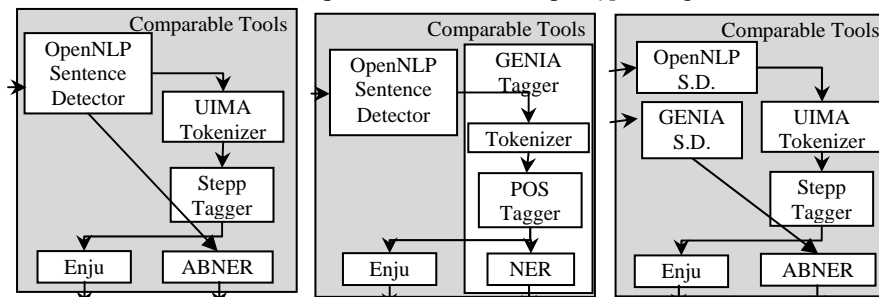 Comparable Tools
OpenNLP
Sentence
Detector
UIMA
Tokenizer
Stepp
Tagger
Enju
ABNER
Comparable Tools
OpenNLP
Sentence
Detector
GENIA
Tagger
Tokenizer
POS
Tagger
Enju
NER
Comparable Tools
OpenNLP
S.D.
GENIA
S.D.
UIMA
Tokenizer
Stepp
Tagger
Enju
ABNER